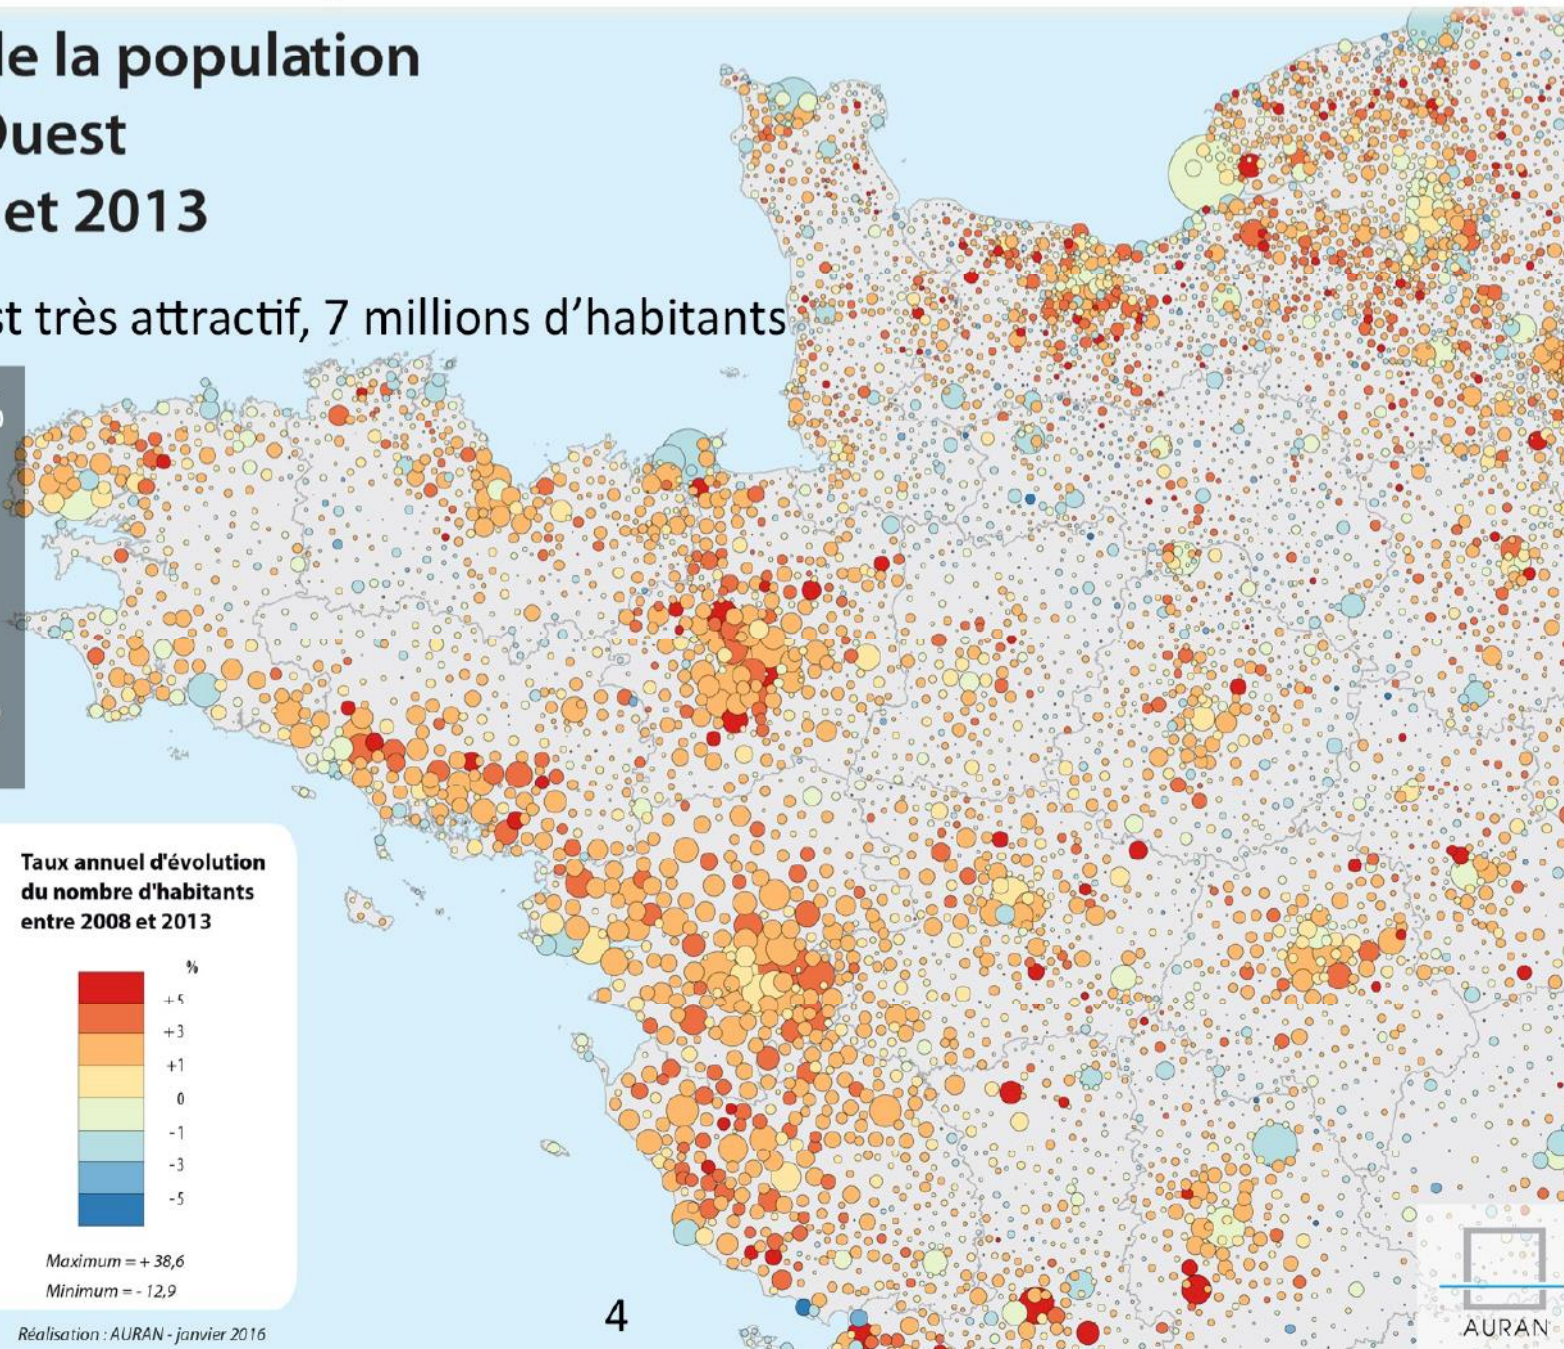 de la population
Ouest
et 2013
st très attractif, 7 millions d'habitants
Taux annuel d'évolution
du nombre d'habitants
entre 2008 et 2013
%
+5
+3
+1
0
-1
-3
-5
Maximum = + 38,6
Minimum = - 12,9
Réalisation : AURAN - janvier 2016
4
AURAN